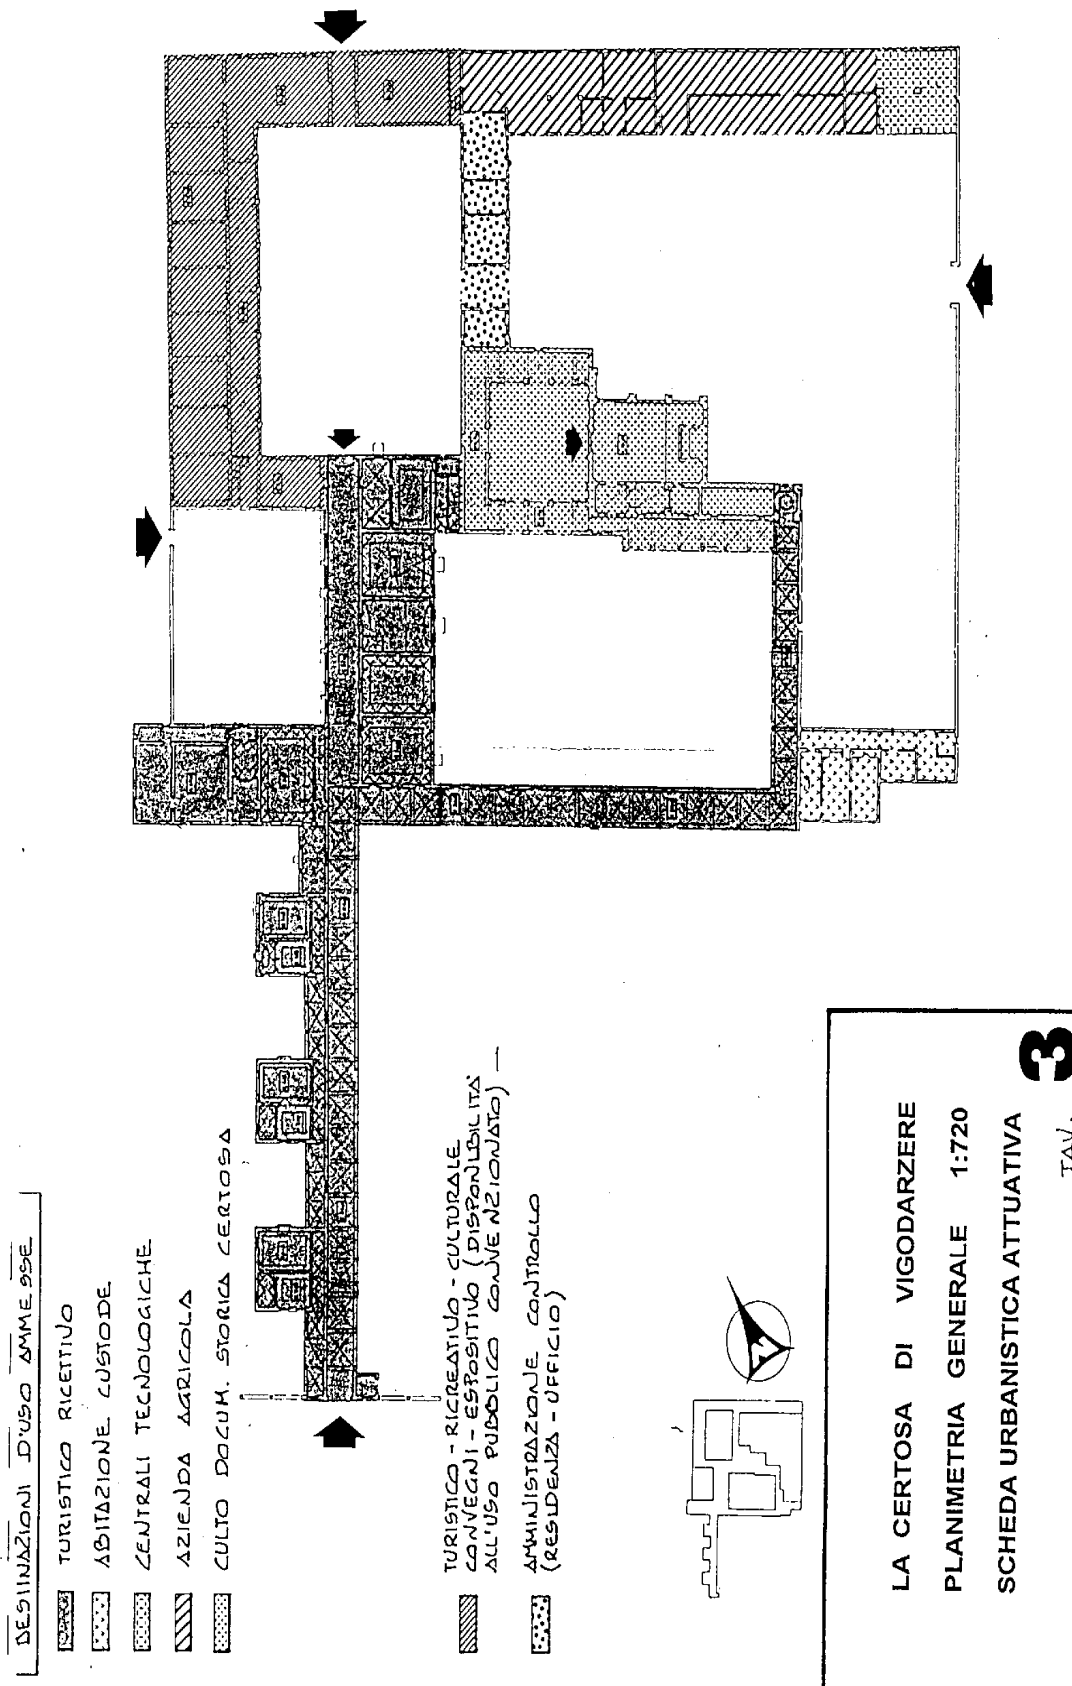 DESTINAZIONI D'USO AMMESSE
TURISTICO RICETTIVO
ABITAZIONE CUSTODE
CENTRALI TECNOLOGICHE
AZIENDA AGRICOLA
CULTO DOCUM. STORICA CERTOSA
TURISTICO - RICREATIVO - CULTURALE
CONVEGNI - ESPOSITIVO (DISPONIBILITA'
ALL'USO PUBBLICO CONVENZIONATO) —
AMMINISTRAZIONE CONTROLLO
(RESIDENZA - UFFICIO)
LA CERTOSA DI VIGODARZERE
PLANIMETRIA GENERALE 1:720
SCHEDA URBANISTICA ATTUATIVA
TAV. 3